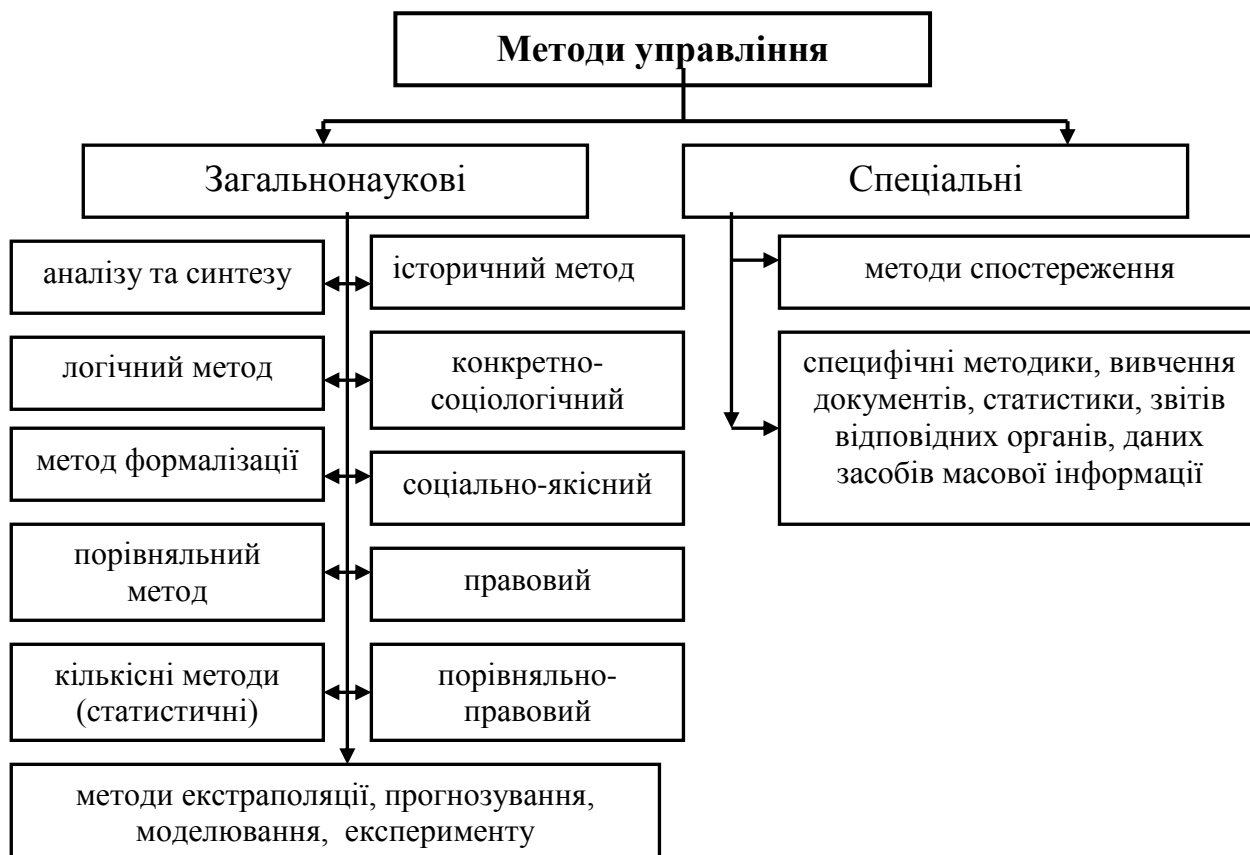 Методи управління
Загальнонаукові
Спеціальні
аналізу та синтезу
історичний метод
методи спостереження
логічний метод
конкретно-
соціологічний
специфічні методики, вивчення
документів, статистики, звітів
відповідних органів, даних
засобів масової інформації
метод формалізації
соціально-якісний
порівняльний
метод
правовий
кількісні методи
(статистичні)
порівняльно-
правовий
методи екстраполяції, прогнозування,
моделювання, експерименту